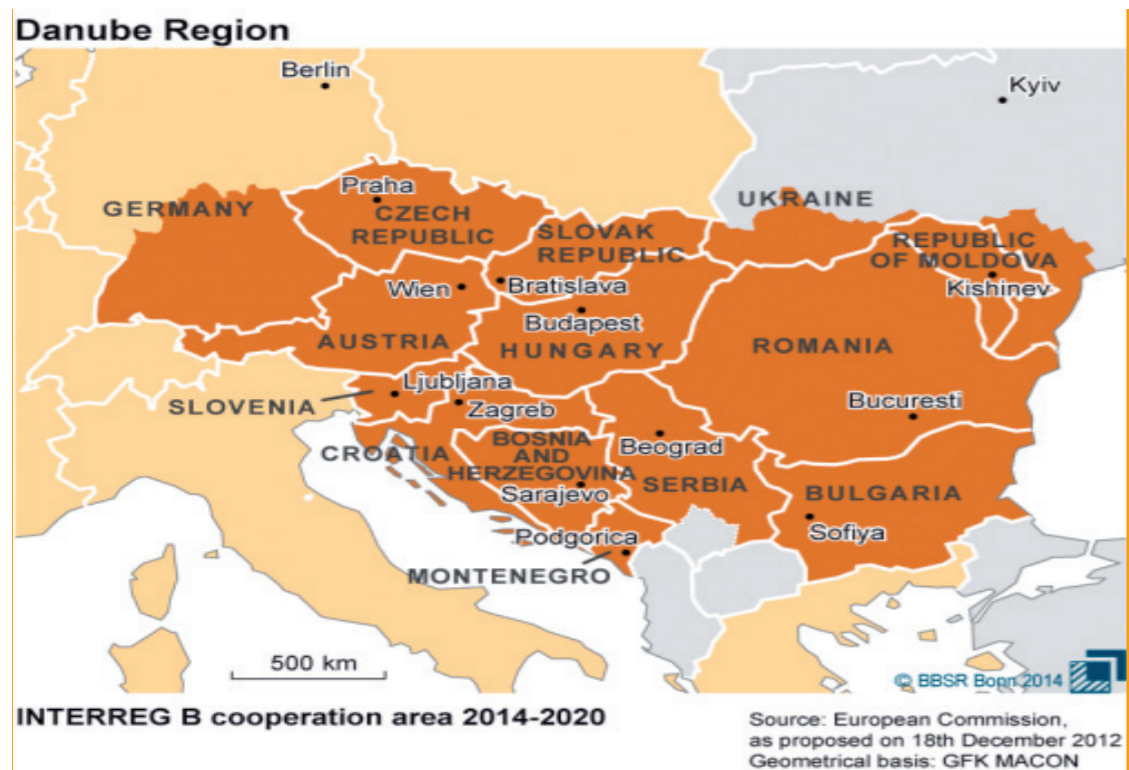 Danube Region
Berlin
Kyiv
Praha
UKRAINE
GERMANY
CZECH
REPUBLIC
SLOVAK
REPUBLIC
REPUBLIC
OF MOLDOVA
Kishinev
Wien
Bratislava
Budapest
AUSTRIA
HUNGARY
ROMANIA
Ljubljana
SLOVENIA
Zagreb
Bucuresti
CROATIA
BOSNIA
AND
HERZEGOVINA
Beograd
Sarajevo
SERBIA
BULGARIA
Podgorica
Sofiya
MONTENEGRO
500 km
© BBSR Bonn 2014
INTERREG B cooperation area 2014-2020
Source: European Commission,
as proposed on 18th December 2012
Geometrical basis: GFK MACON